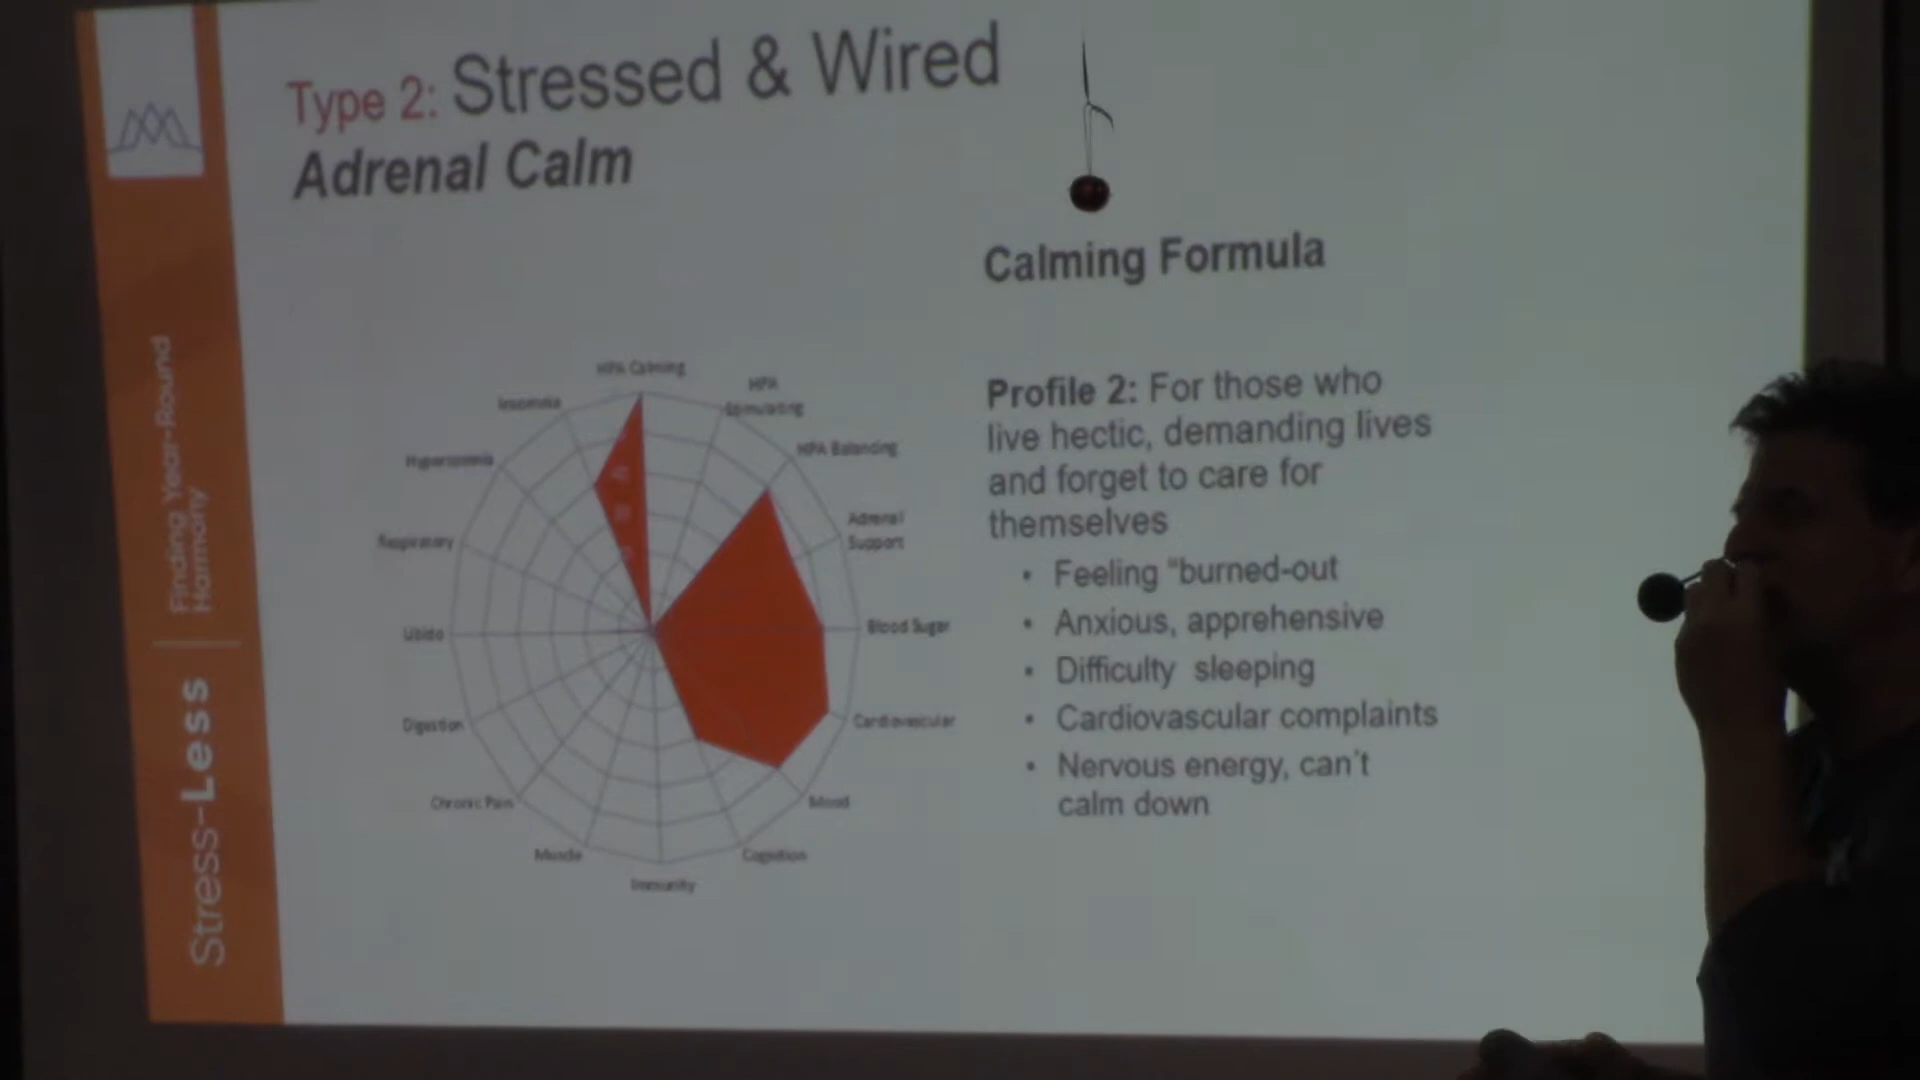 Type 2: Stressed & Wired
Adrenal Calm
Calming Formula
Profile 2: For those who
live hectic, demanding lives
and forget to care for
themselves
• Feeling "burned-out
• Anxious, apprehensive
• Difficulty sleeping
• Cardiovascular complaints
• Nervous energy, can't
calm down
HPA Calming
HPA
Stimulating
HPA Balancing
Adrenal
Support
Blood Sugar
Cardiovascular
Mood
Cognition
Immunity
Muscle
Chronic Pain
Digestion
Libido
Respiratory
Hypersomnia
Insomnia
Stress-Less
Finding Year-Round
Harmony